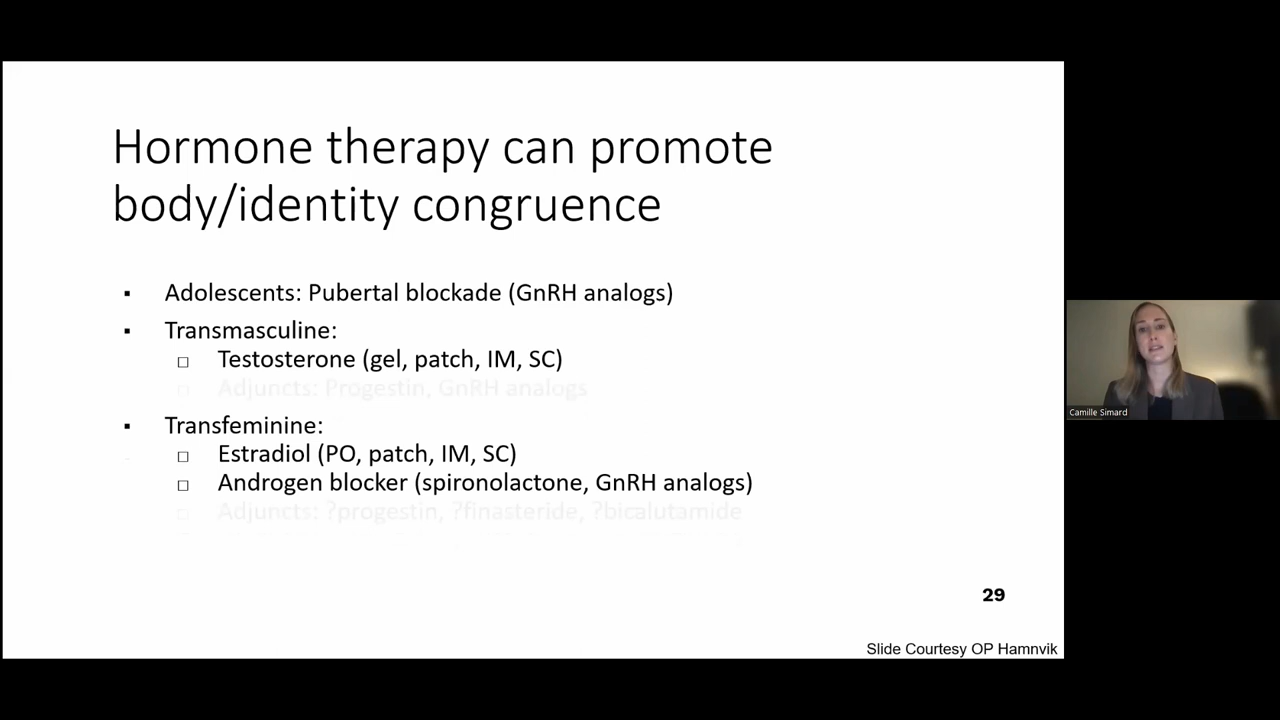 Hormone therapy can promote
body/identity congruence
▪ Adolescents: Pubertal blockade (GnRH analogs)
▪ Transmasculine:
□ Testosterone (gel, patch, IM, SC)
□ Adjuncts: Progestin, GnRH analogs
▪ Transfeminine:
□ Estradiol (PO, patch, IM, SC)
□ Androgen blocker (spironolactone, GnRH analogs)
□ Adjuncts: ?progestin, ?finasteride, ?bicalutamide
29
Slide Courtesy OP Hamnvik
Camille Simard